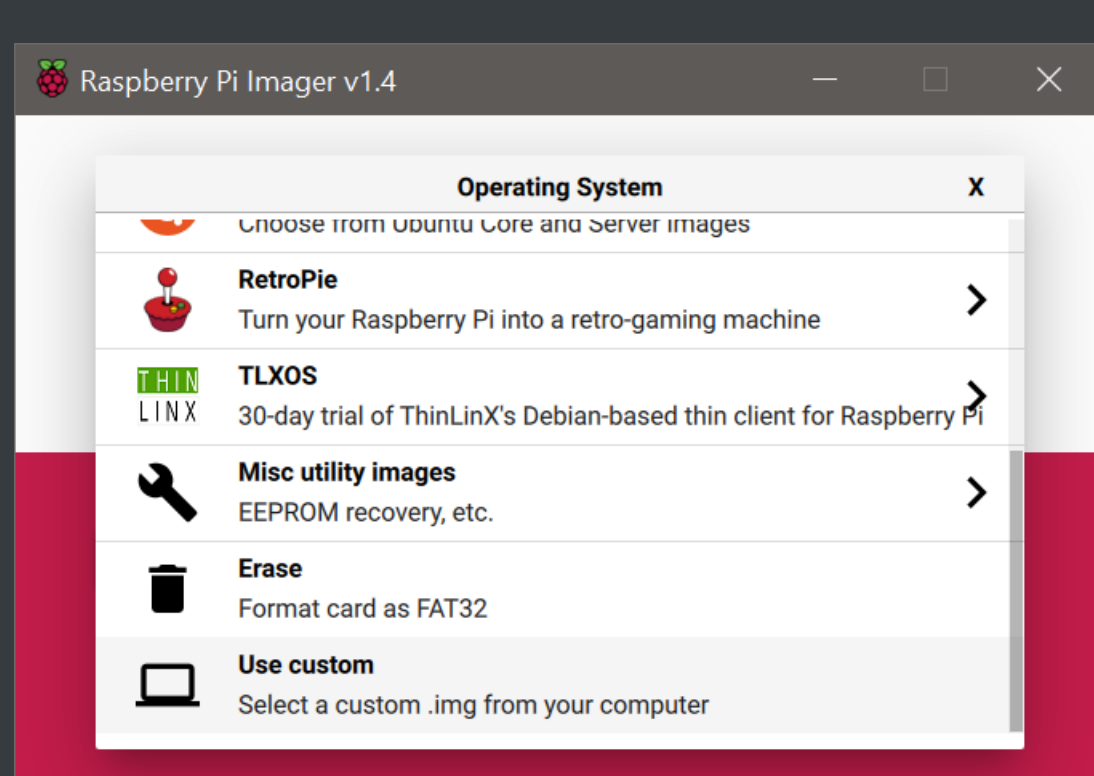 Raspberry Pi Imager v1.4
Operating System
X
Choose from Ubuntu Core and Server images
RetroPie
Turn your Raspberry Pi into a retro-gaming machine
THIN
LINX
TLXOS
30-day trial of ThinLinX's Debian-based thin client for Raspberry Pi
Misc utility images
EEPROM recovery, etc.
Erase
Format card as FAT32
Use custom
Select a custom .img from your computer